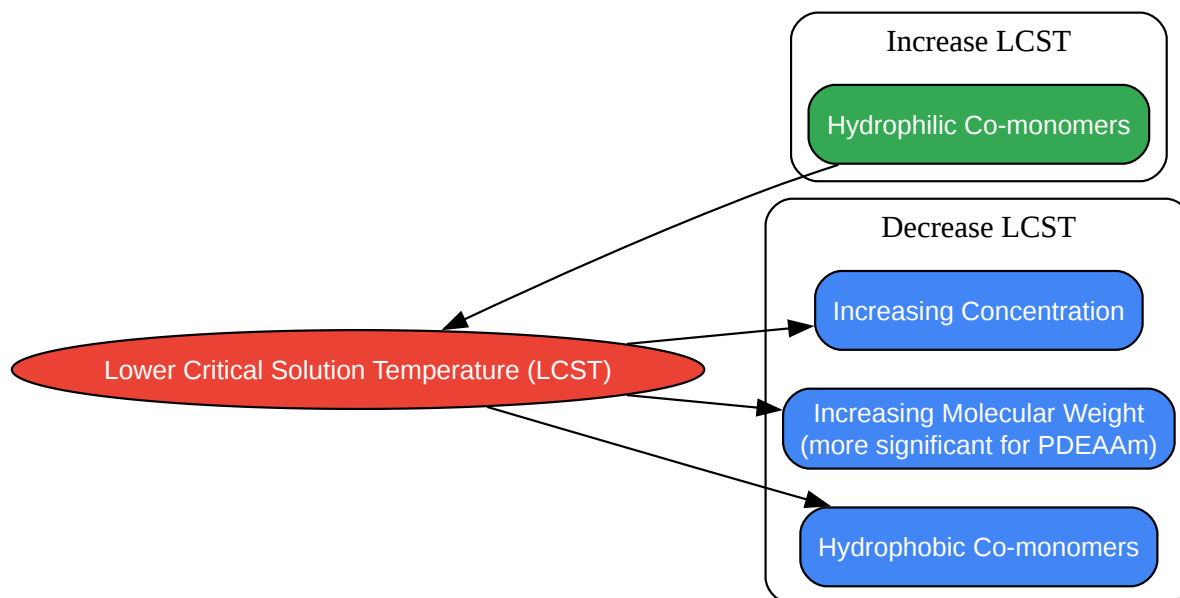 Increase LCST
Hydrophilic Co-monomers
Decrease LCST
Increasing Concentration
Lower Critical Solution Temperature (LCST)
Increasing Molecular Weight
(more significant for PDEAAm)
Hydrophobic Co-monomers